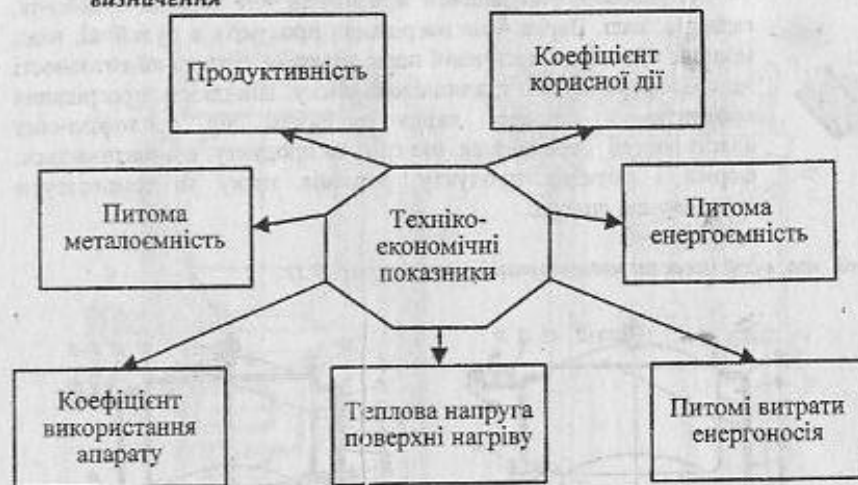 визначення
Продуктивність
Коефіцієнт
корисної дії
Питома
металоємність
Техніко-
економічні
показники
Питома
енергоємність
Коефіцієнт
використання
апарату
Теплова напруга
поверхні нагріву
Питомі витрати
енергоносія